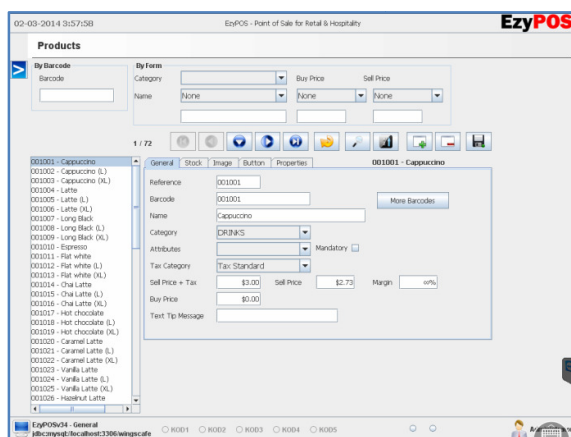 02-03-2014 3:57:58 EzyPOS - Point of Sale for Retail & Hospitality EzyPOS
Products
By Barcode By Form
Barcode Category Buy Price Sell Price
Name None None None
1 / 72
001001 - Cappuccino
001002 - Cappuccino (L)
001003 - Cappuccino (XL)
001004 - Latte
001005 - Latte (L)
001006 - Latte (XL)
001007 - Long Black
001008 - Long Black (L)
001009 - Long Black (XL)
001010 - Espresso
001011 - Flat white
001012 - Flat white (L)
001013 - Flat white (XL)
001014 - Chai Latte
001015 - Chai Latte (L)
001016 - Chai Latte (XL)
001017 - Hot chocolate
001018 - Hot chocolate (L)
001019 - Hot chocolate (XL)
001020 - Caramel Latte
001021 - Caramel Latte (L)
001022 - Caramel Latte (XL)
001023 - Vanilla Latte
001024 - Vanilla Latte (L)
001025 - Vanilla Latte (XL)
001026 - Hazelnut Latte
General Stock Image Button Properties 001001 - Cappuccino
Reference 001001
Barcode 001001 More Barcodes
Name Cappuccino
Category DRINKS
Attributes Mandatory
Tax Category Tax Standard
Sell Price + Tax $3.00 Sell Price $2.73 Margin ∞%
Buy Price $0.00
Text Tip Message
EzyPOSv34 - General
jdbc:mysql:/localhost:3306/wingscafe KOD1 KOD2 KOD3 KOD4 KOD5